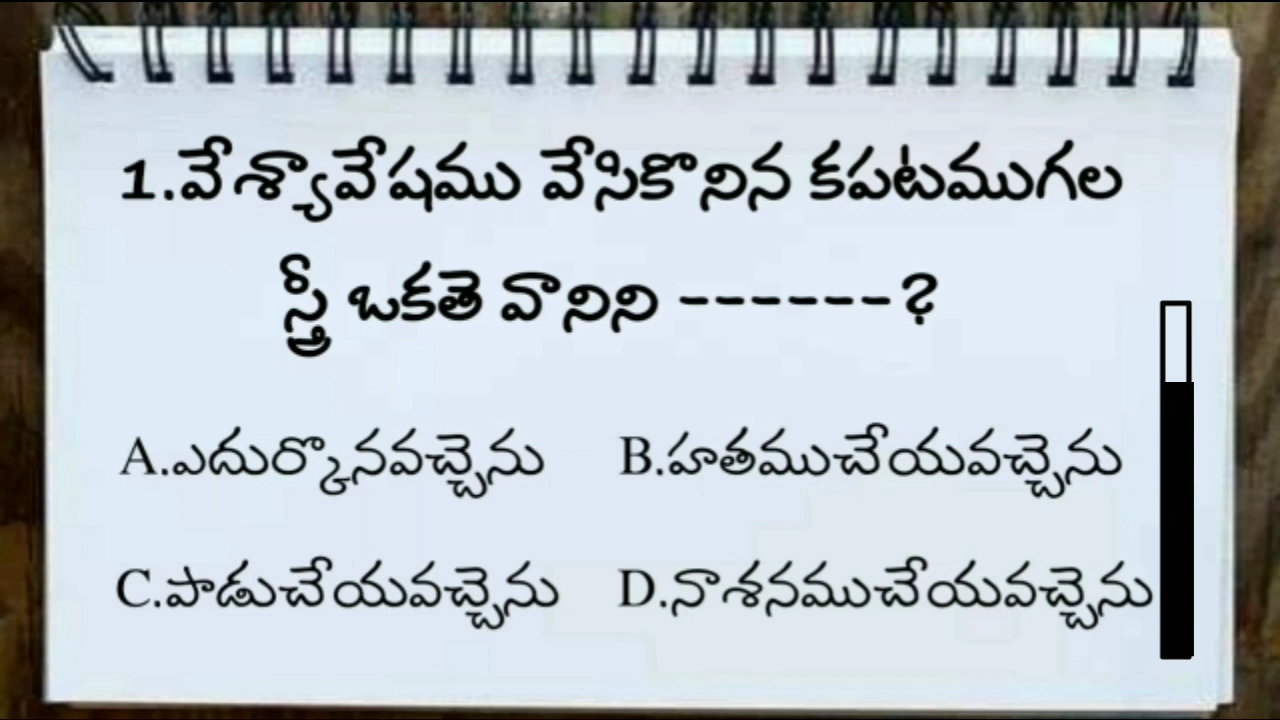 1.వేశ్యావేషము వేసికొనిన కపటముగల
స్త్రీ ఒకతె వానిని ------?
A.ఎదుర్కొనవచ్చెను B.హతముచేయవచ్చెను
C.పాడుచేయవచ్చెను D.నాశనముచేయవచ్చెను